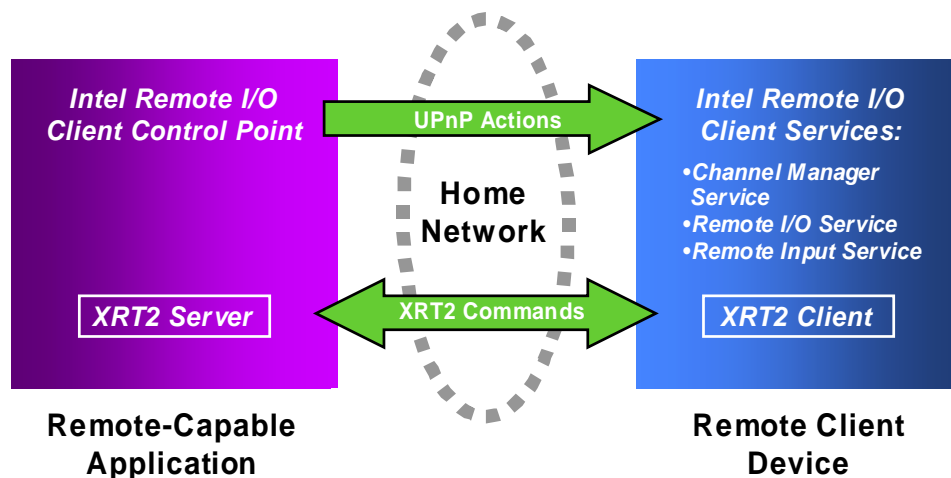 Intel Remote I/O
Client Control Point
UPnP Actions
Intel Remote I/O
Client Services:
•Channel Manager
Service
•Remote I/O Service
•Remote Input Service
Home
Network
XRT2 Server
XRT2 Commands
XRT2 Client
Remote-Capable
Application
Remote Client
Device